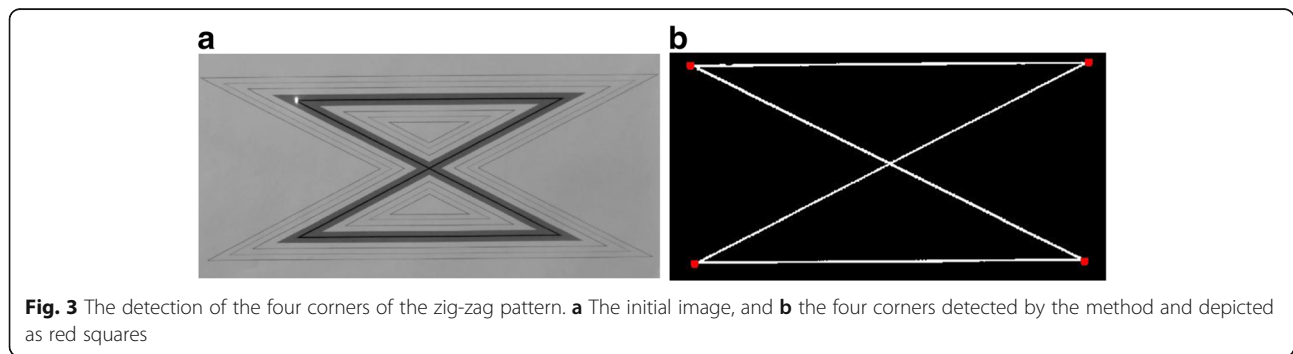 a
b
Fig. 3 The detection of the four corners of the zig-zag pattern. a The initial image, and b the four corners detected by the method and depicted
as red squares